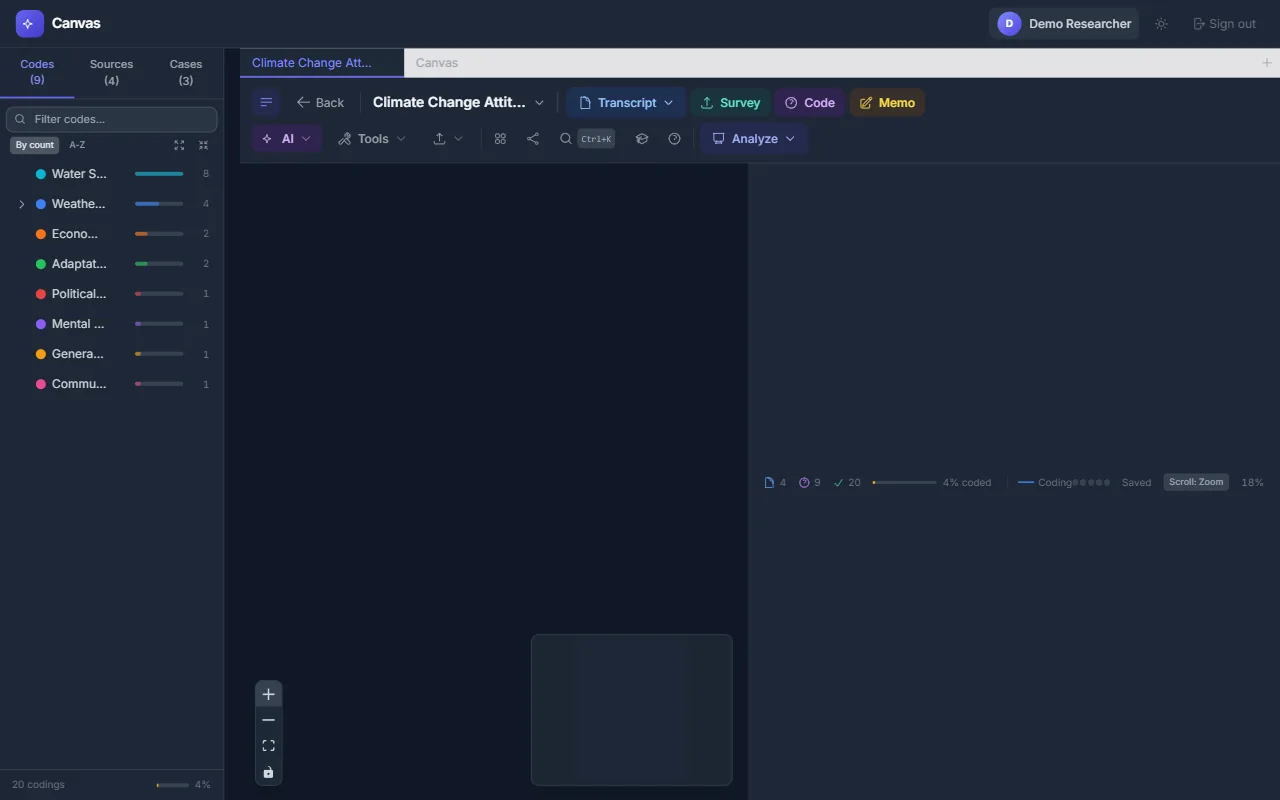 Canvas
D Demo Researcher
Sign out
Codes (9)
Sources (4)
Cases (3)
Climate Change Att...
Canvas
Filter codes...
By count
A-Z
Back
Climate Change Attit...
Transcript
Survey
Code
Memo
AI
Tools
Ctrl+K
Analyze
Water S... 8
Weathe... 4
Econo... 2
Adaptat... 2
Political... 1
Mental ... 1
Genera... 1
Commu... 1
4 9 20 4% coded Coding Saved Scroll: Zoom 18%
20 codings 4%